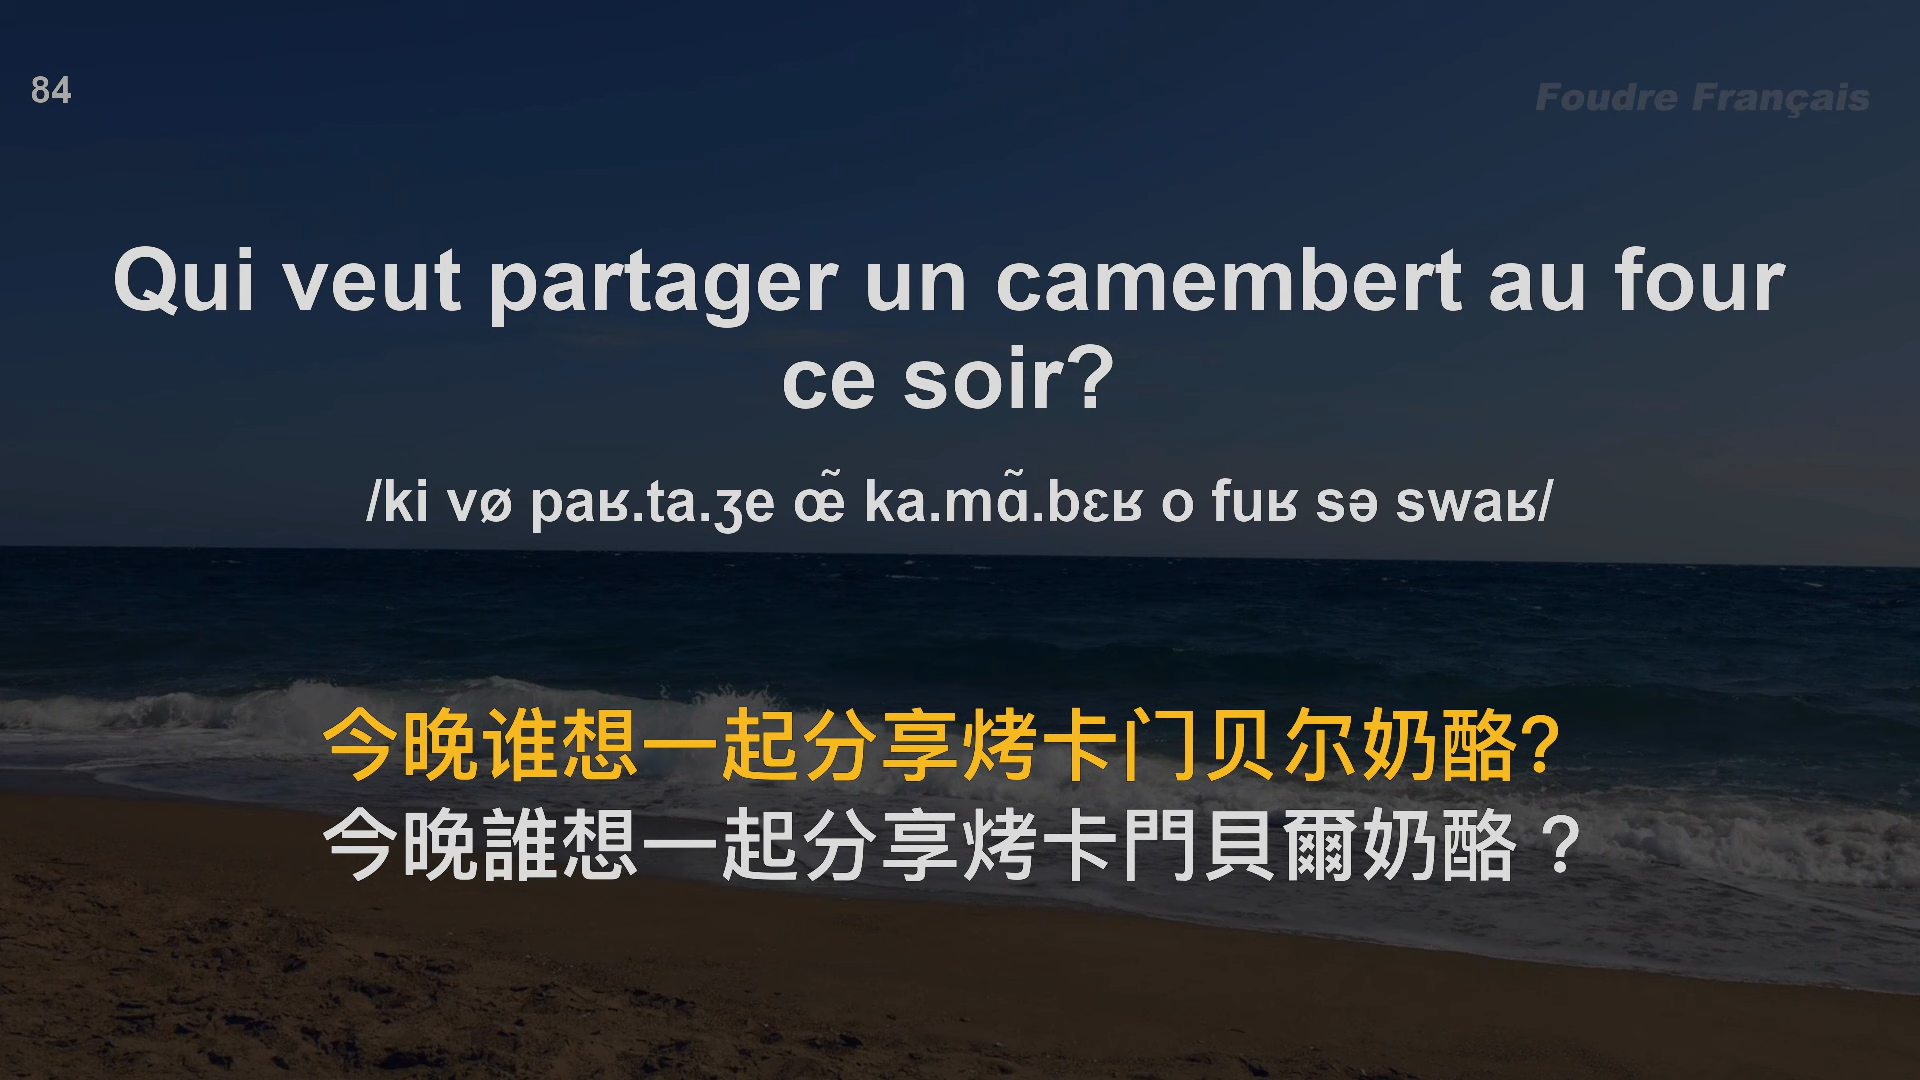 84
Foudre Français
Qui veut partager un camembert au four
ce soir?
/ki vø paʁ.ta.ʒe œ̃ ka.mɑ̃.bɛʁ o fuʁ sə swaʁ/
今晚谁想一起分享烤卡门贝尔奶酪?
今晚誰想一起分享烤卡門貝爾奶酪？